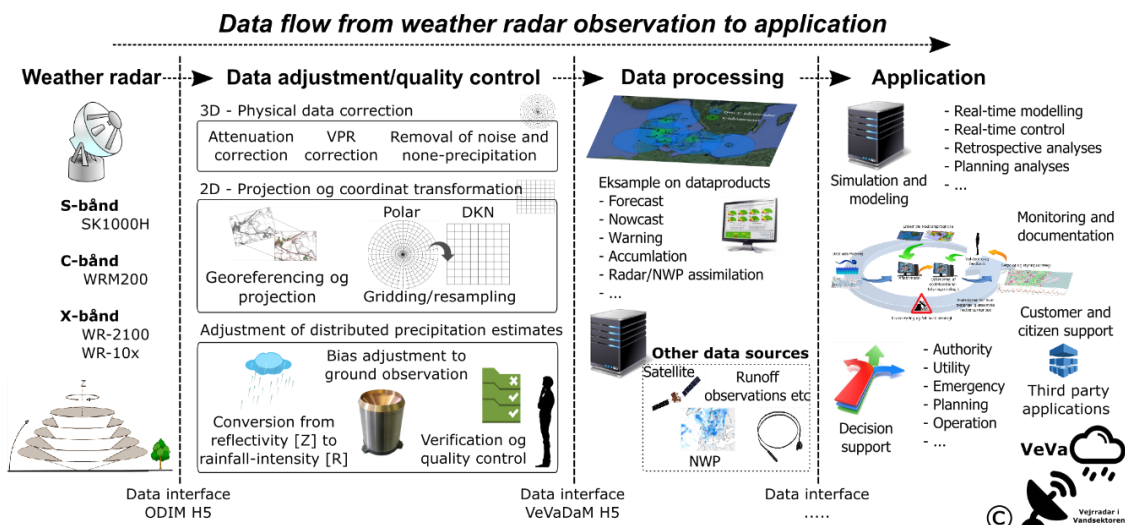 Data flow from weather radar observation to application
Weather radar
Data adjustment/quality control
Data processing
Application
S-bånd
SK1000H
C-bånd
WRM200
X-bånd
WR-2100
WR-10x
Z
3D - Physical data correction
Attenuation
correction
VPR
correction
Removal of noise and
none-precipitation
2D - Projection og coordinat transformation
Georeferencing og
projection
Polar
DKN
Gridding/resampling
Adjustment of distributed precipitation estimates
Bias adjustment to
ground observation
Conversion from
reflectivity [Z] to
rainfall-intensity [R]
Verification og
quality control
Data interface
ODIM H5
Eksample on dataproducts
- Forecast
- Nowcast
- Warning
- Accumlation
- Radar/NWP assimilation
- ...
Other data sources
Satellite
Runoff
observations etc
NWP
Data interface
VeVaDaM H5
- Real-time modelling
- Real-time control
- Retrospective analyses
- Planning analyses
- ...
Simulation and
modeling
Monitoring and
documentation
Customer and
citizen support
Decision
support
- Authority
- Utility
- Emergency
- Planning
- Operation
- ...
Third party
applications
Data interface
.....
VeVa
©
Vejrradar i
Vandsektoren